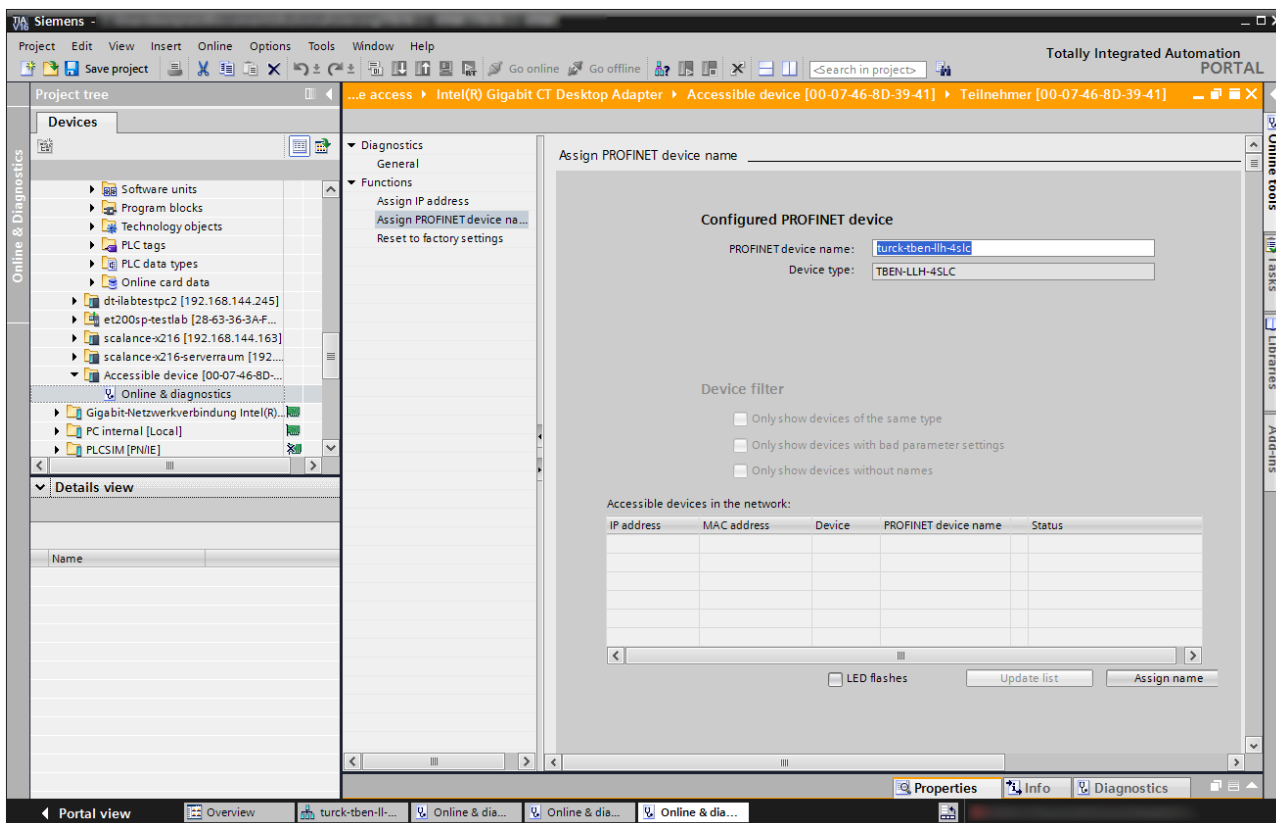 TIA
V16
Siemens -
Project Edit View Insert Online Options Tools Window Help
Totally Integrated Automation
PORTAL
Save project
Go online Go offline
<Search in project>
Project tree
...e access Intel(R) Gigabit CT Desktop Adapter Accessible device [00-07-46-8D-39-41] Teilnehmer [00-07-46-8D-39-41]
Devices
Online & Diagnostics
Software units
Program blocks
Technology objects
PLC tags
PLC data types
Online card data
dt-ilabtestpc2 [192.168.144.245]
et200sp-testlab [28-63-36-3A-F...
scalance-x216 [192.168.144.163]
scalance-x216-serverraum [192....
Accessible device [00-07-46-8D-...
Online & diagnostics
Gigabit-Netzwerkverbindung Intel(R)...
PC internal [Local]
PLCSIM [PN/IE]
Details view
Name
Diagnostics
General
Functions
Assign IP address
Assign PROFINET device na...
Reset to factory settings
Assign PROFINET device name
Configured PROFINET device
PROFINET device name: turck-tben-llh-4slc
Device type: TBEN-LLH-4SLC
Device filter
Only show devices of the same type
Only show devices with bad parameter settings
Only show devices without names
Accessible devices in the network:
IP address MAC address Device PROFINET device name Status
LED flashes Update list Assign name
Online tools
Tasks
Libraries
Add-ins
Properties Info Diagnostics
Portal view Overview turck-tben-ll-... Online & dia... Online & dia... Online & dia...